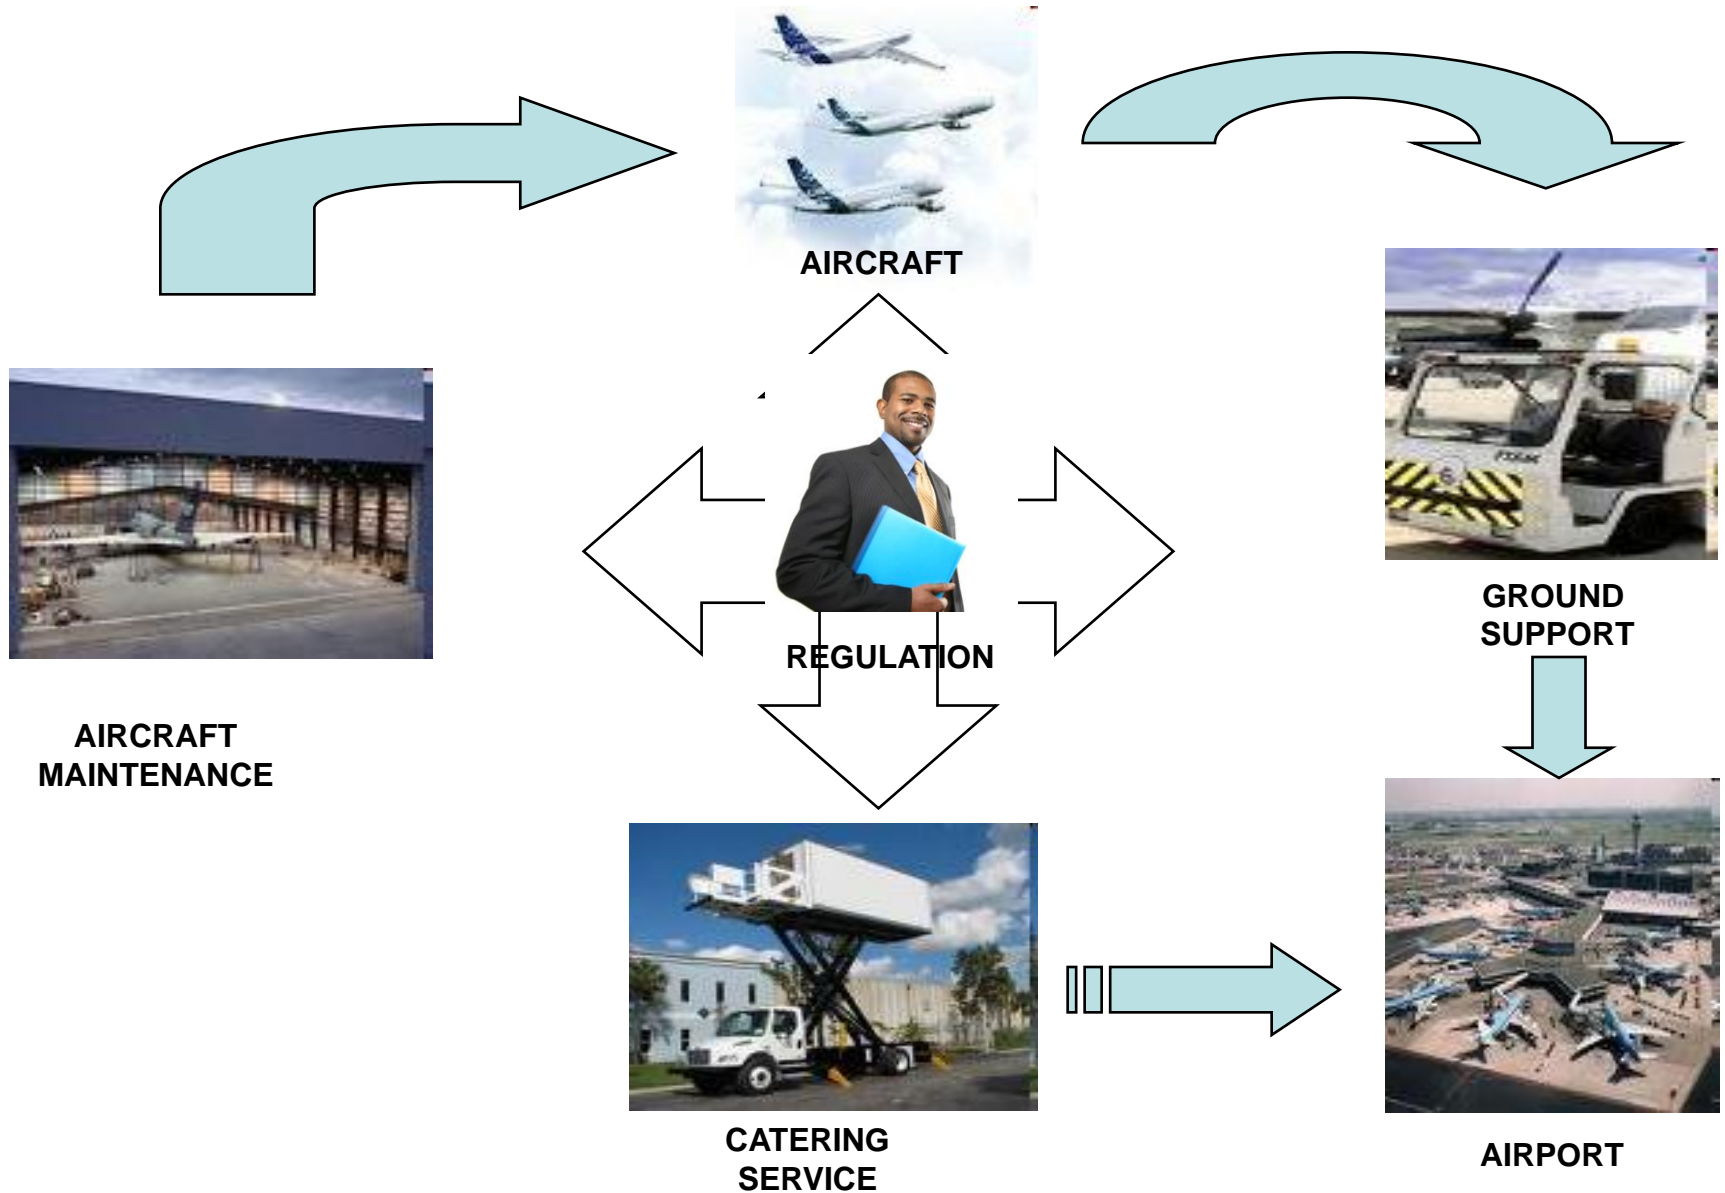 AIRCRAFT
GROUND
SUPPORT
REGULATION
AIRCRAFT
MAINTENANCE
CATERING
SERVICE
AIRPORT